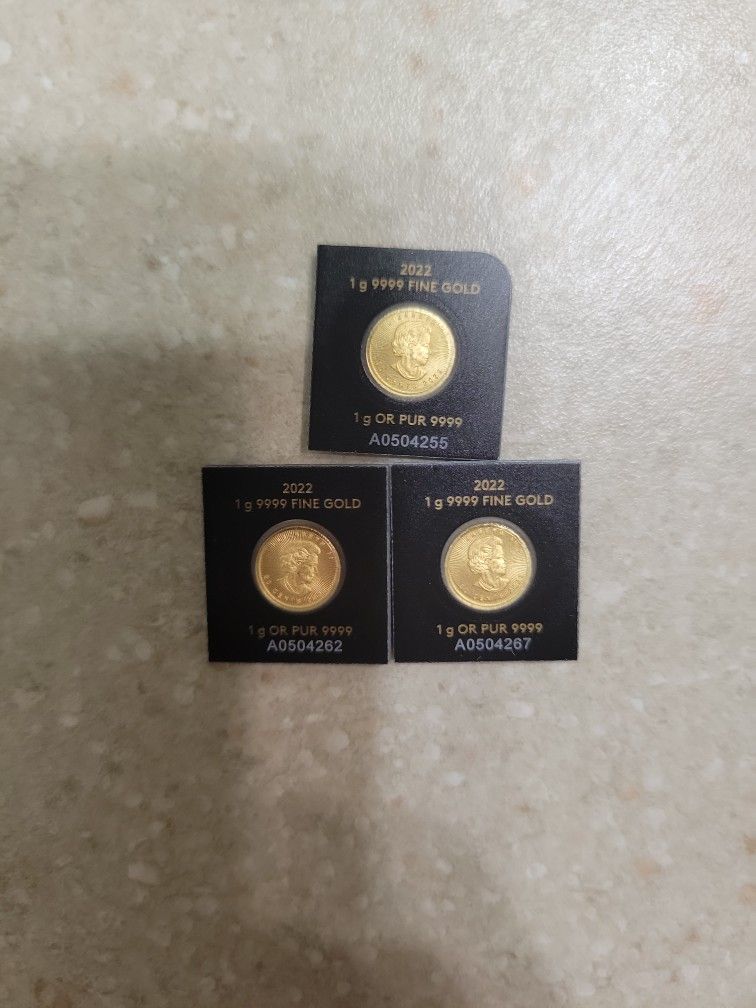 2022
1 g 9999 FINE GOLD
1 g OR PUR 9999
A0504255
2022
1 g 9999 FINE GOLD
1 g OR PUR 9999
A0504262
2022
1 g 9999 FINE GOLD
1 g OR PUR 9999
A0504267